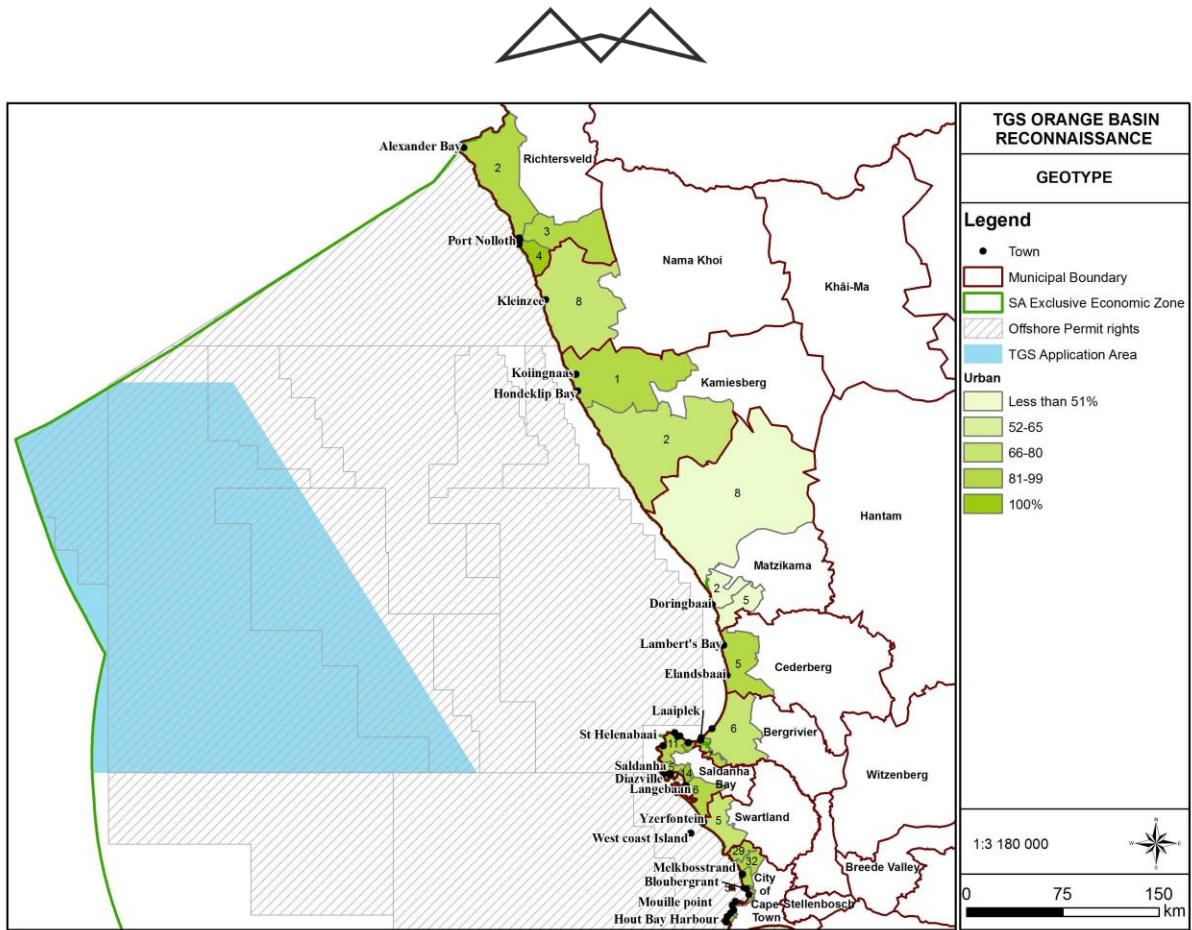 TGS ORANGE BASIN
RECONNAISSANCE
GEOTYPE
Legend
Town
Municipal Boundary
SA Exclusive Economic Zone
Offshore Permit rights
TGS Application Area
Urban
Less than 51%
52-65
66-80
81-99
100%
1:3 180 000
N
W
E
S
0 75 150
km
Alexander Bay
Richtersveld
2
3
Port Nolloth
4
Nama Khoi
Khâi-Ma
Kleinzee
8
Koiingnaas
1
Kamiesberg
Hondeklip Bay
2
8
Hantam
Matzikama
2
5
Doringbaai
Lambert's Bay
5
Cederberg
Elandsbaai
Laaiplek
6
Bergrivier
St Helenabaai
11
7
Witzenberg
Saldanha
5
14
Saldanha
Bay
Diazville
Langebaan
6
Swartland
Yzerfontein
5
West coast Island
29
32
Melkbosstrand
Breede Valley
Bloubergrant
54
City
of
Cape
Town
Stellenbosch
Mouille point
Hout Bay Harbour